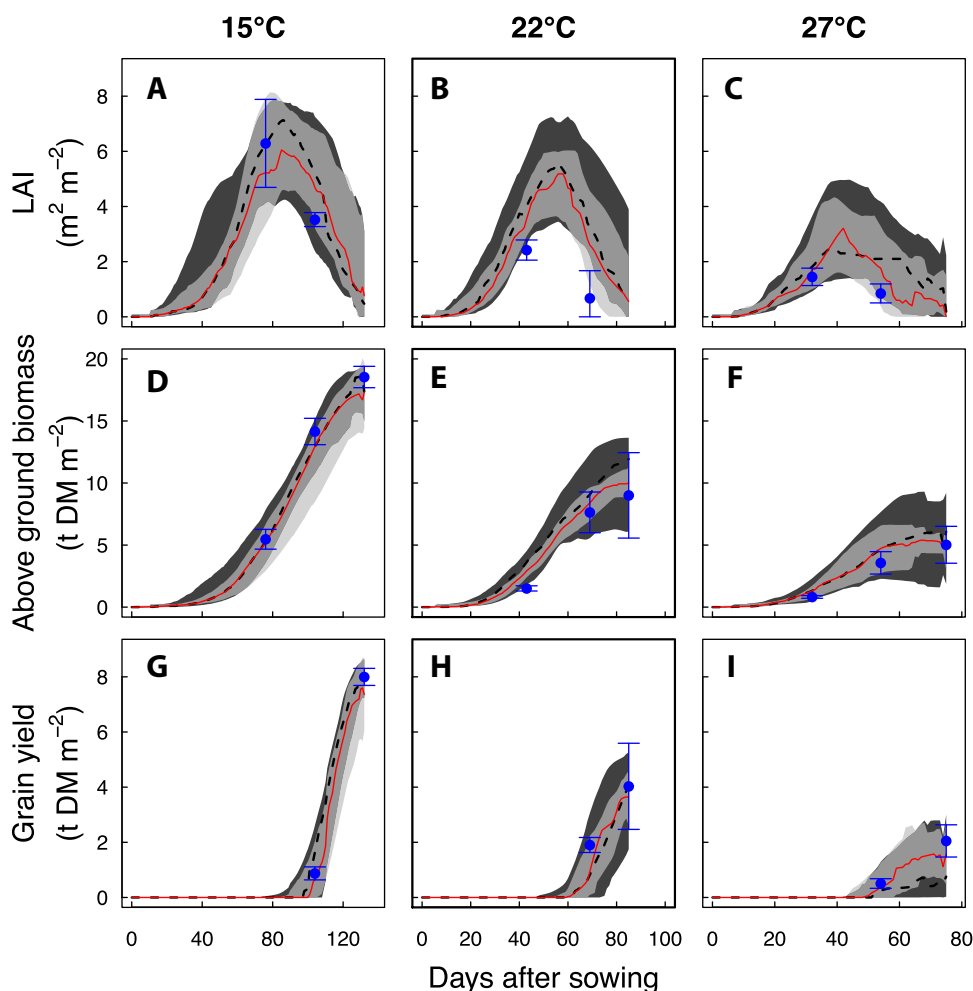 15°C 22°C 27°C
A B C
LAI
(m² m⁻²)
0 2 4 6 8
D E F
Above ground biomass
(t DM m⁻²)
0 5 10 15 20
G H I
Grain yield
(t DM m⁻²)
0 2 4 6 8
0 40 80 120
0 20 40 60 80 100
0 20 40 60 80
Days after sowing